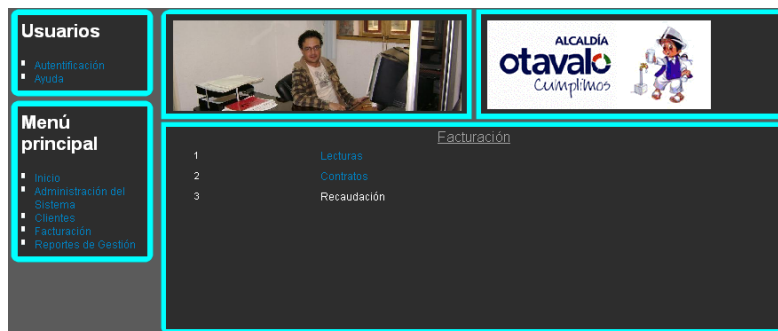 Usuarios
Autentificación
Ayuda
Menú
principal
Inicio
Administración del
Sistema
Clientes
Facturación
Reportes de Gestión
ALCALDÍA
otavalo
Cumplimos
Facturación
1 Lecturas
2 Contratos
3 Recaudación